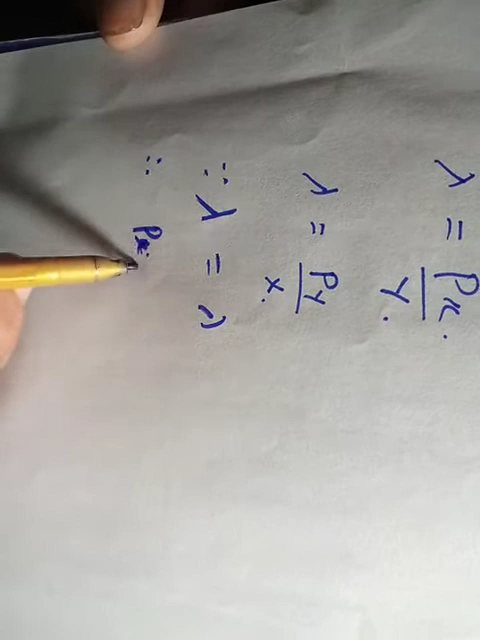 λ = Px / y
λ = Py / x
∵ λ = λ
∴ Px